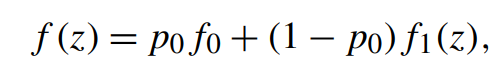 f(z) = p₀f₀ + (1 − p₀)f₁(z),